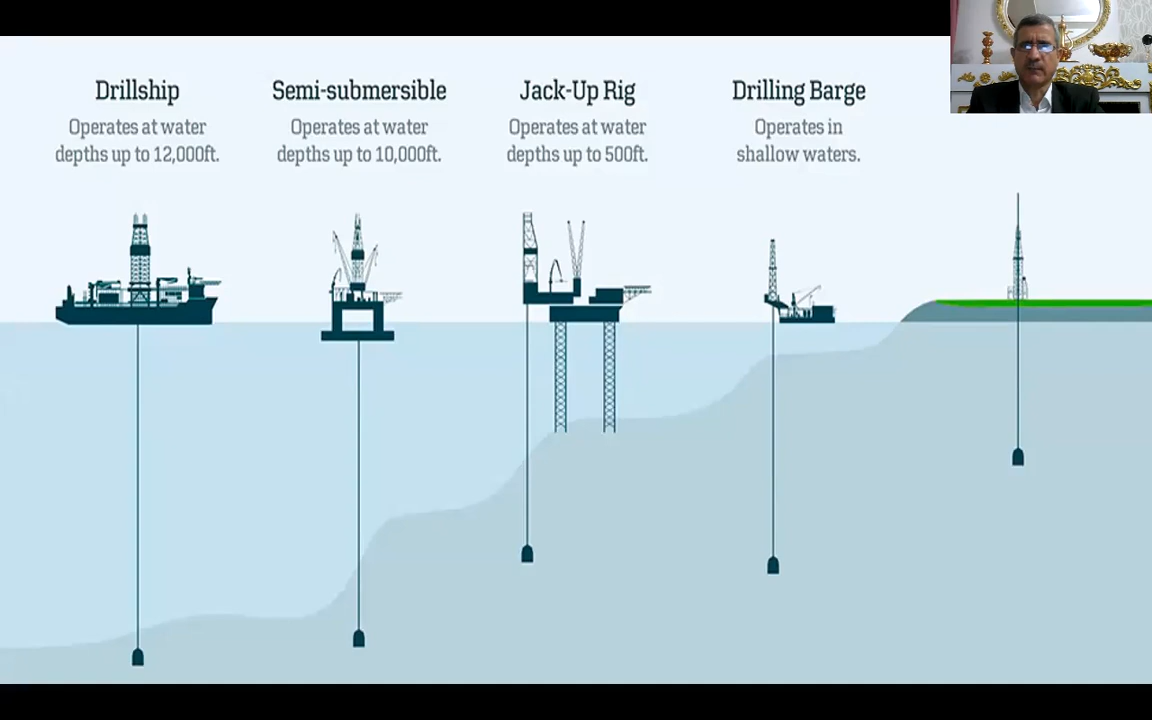 Drillship
Operates at water
depths up to 12,000ft.
Semi-submersible
Operates at water
depths up to 10,000ft.
Jack-Up Rig
Operates at water
depths up to 500ft.
Drilling Barge
Operates in
shallow waters.